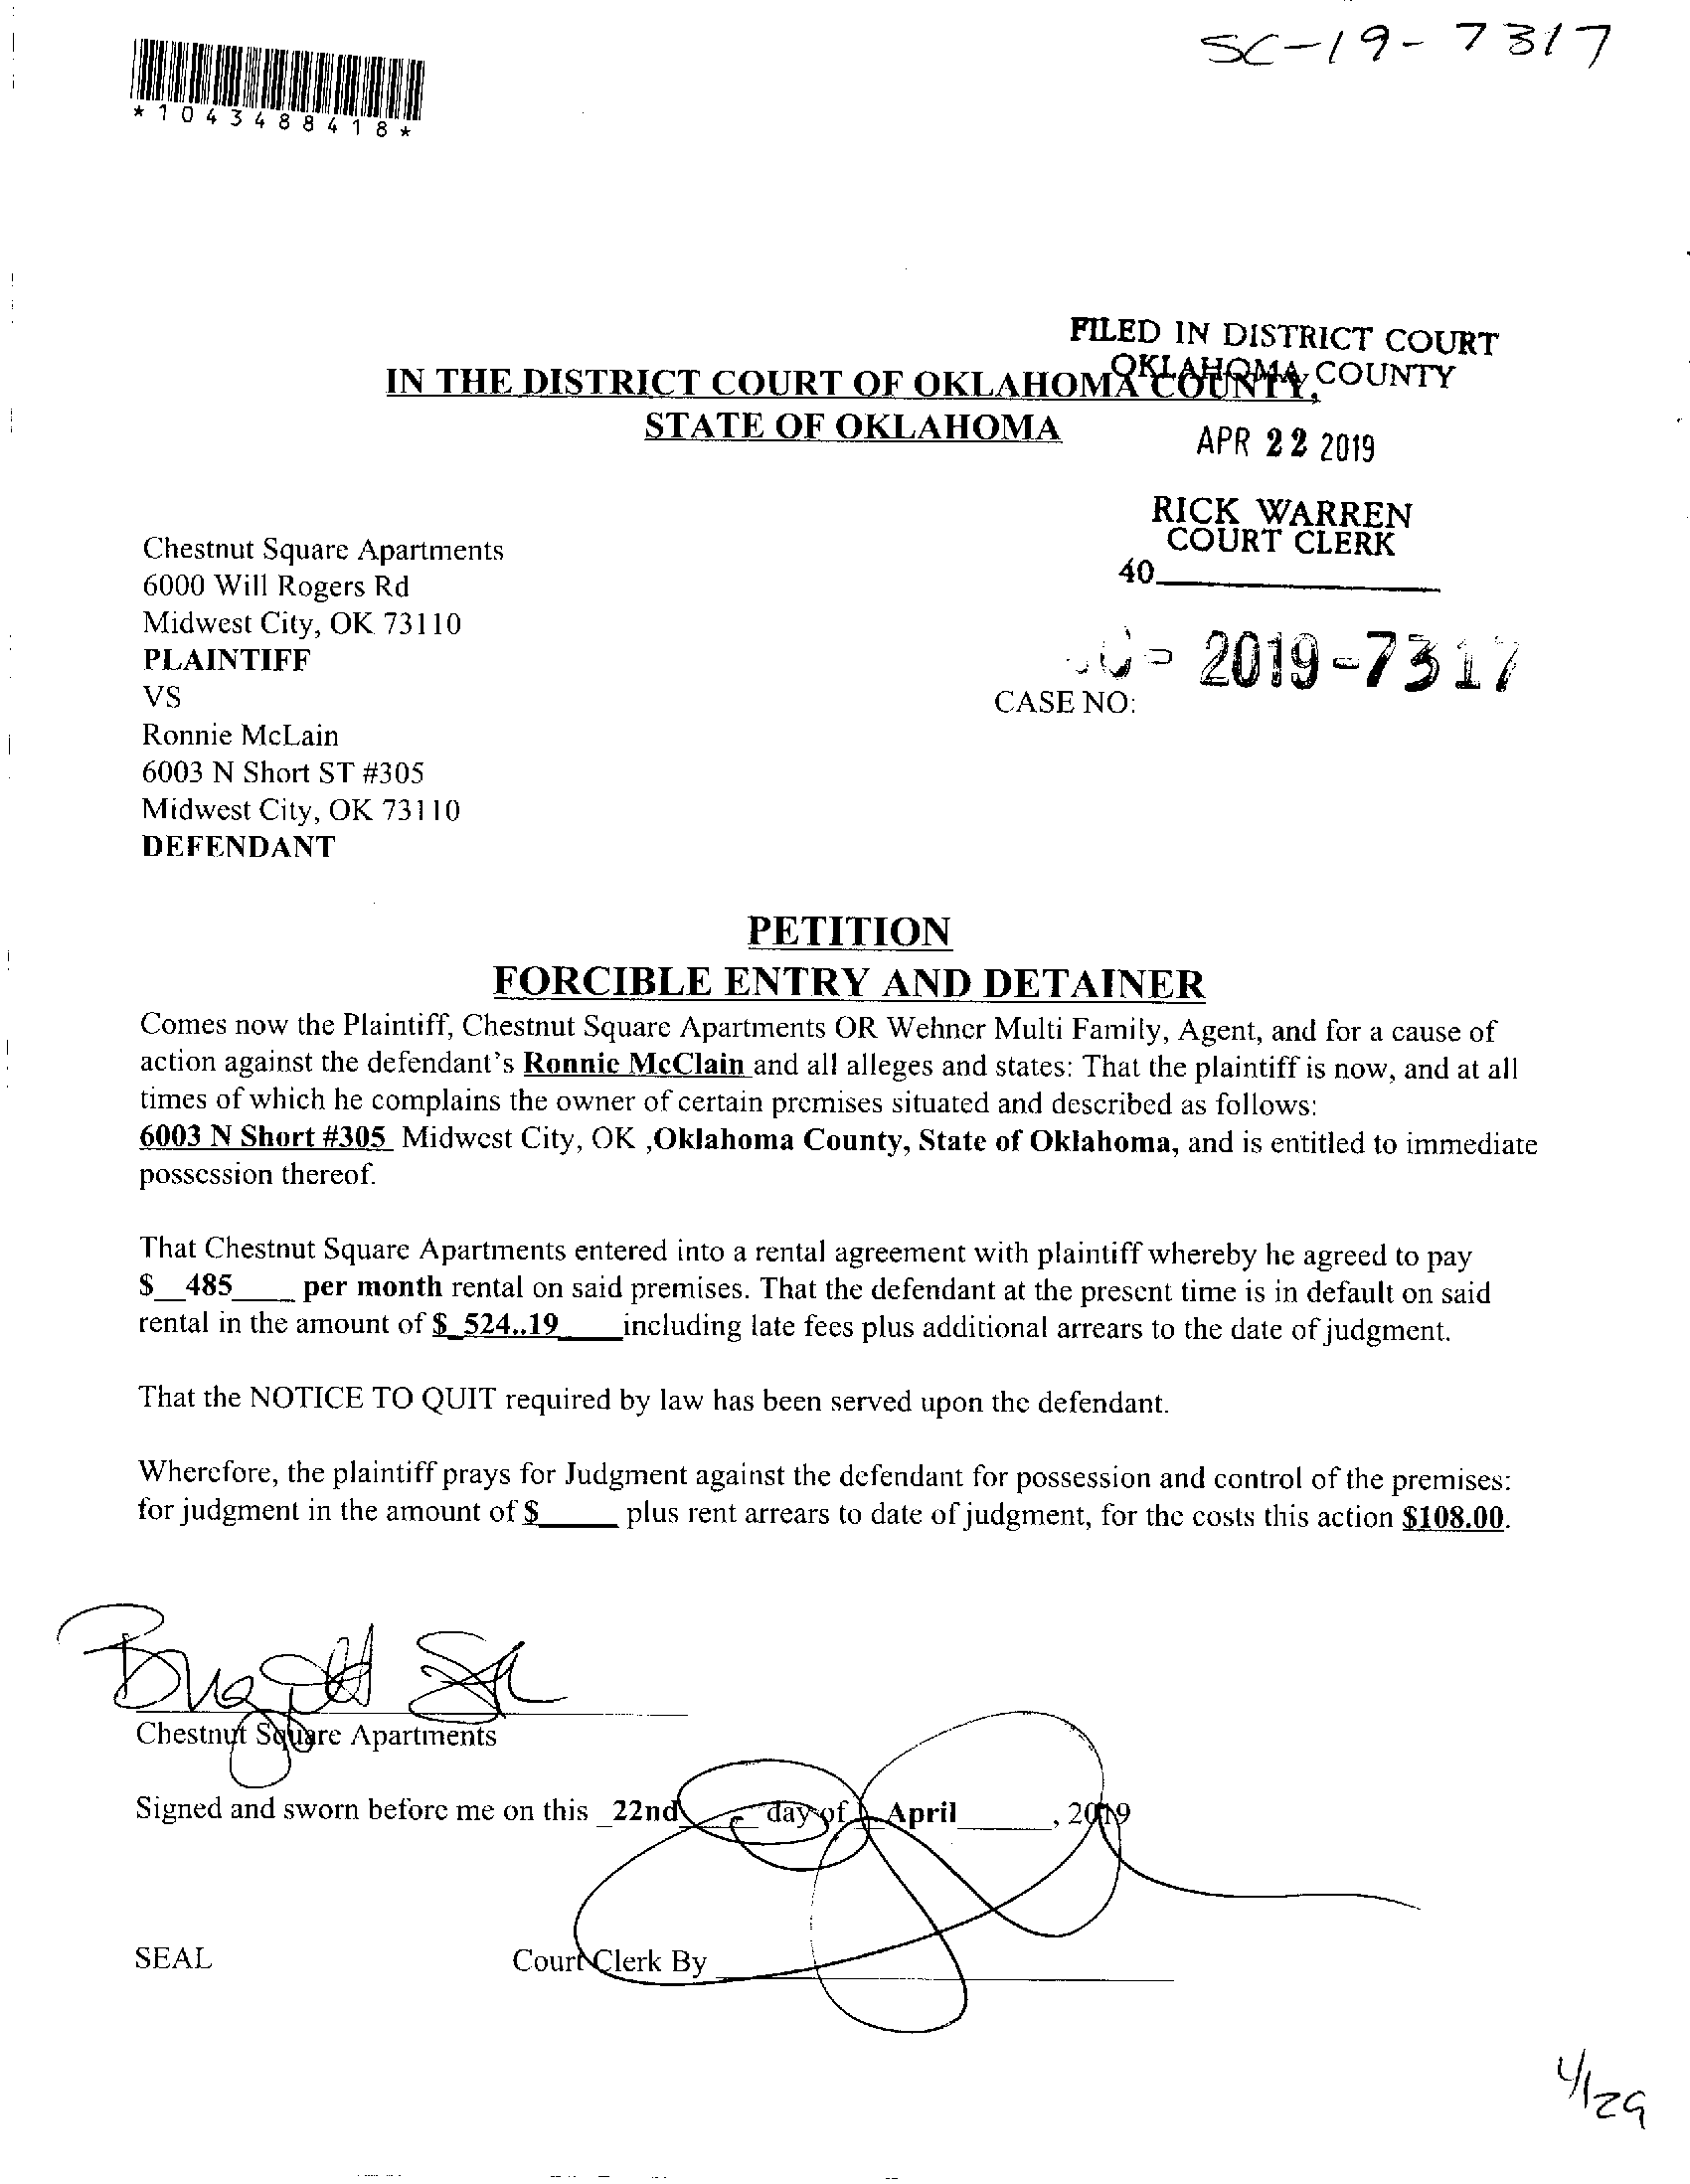 SC-19-7317
*1043488418*
FILED IN DISTRICT COURT
OKLAHOMA COUNTY
IN THE DISTRICT COURT OF OKLAHOMA COUNTY,
STATE OF OKLAHOMA
APR 22 2019
RICK WARREN
COURT CLERK
40
Chestnut Square Apartments
6000 Will Rogers Rd
Midwest City, OK 73110
PLAINTIFF
VS
2019-7317
CASE NO:
Ronnie McLain
6003 N Short ST #305
Midwest City, OK 73110
DEFENDANT
PETITION
FORCIBLE ENTRY AND DETAINER
Comes now the Plaintiff, Chestnut Square Apartments OR Wehner Multi Family, Agent, and for a cause of
action against the defendant's Ronnie McClain and all alleges and states: That the plaintiff is now, and at all
times of which he complains the owner of certain premises situated and described as follows:
6003 N Short #305 Midwest City, OK ,Oklahoma County, State of Oklahoma, and is entitled to immediate
possession thereof.
That Chestnut Square Apartments entered into a rental agreement with plaintiff whereby he agreed to pay
$__485____ per month rental on said premises. That the defendant at the present time is in default on said
rental in the amount of $_524..19____including late fees plus additional arrears to the date of judgment.
That the NOTICE TO QUIT required by law has been served upon the defendant.
Wherefore, the plaintiff prays for Judgment against the defendant for possession and control of the premises:
for judgment in the amount of $_____ plus rent arrears to date of judgment, for the costs this action $108.00.
Chestnut Square Apartments
Signed and sworn before me on this _22nd_____ day of __April______, 2019
SEAL
Court Clerk By
4/29